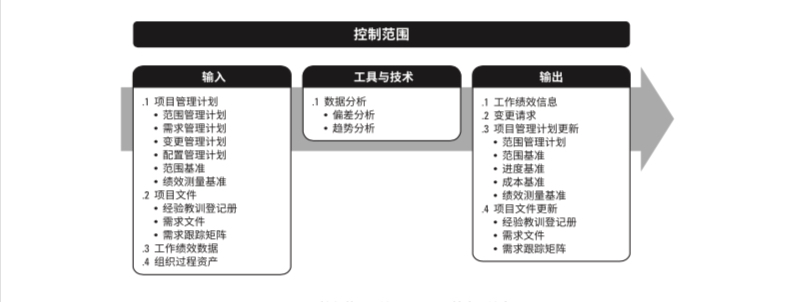 控制范围
输入
.1 项目管理计划
• 范围管理计划
• 需求管理计划
• 变更管理计划
• 配置管理计划
• 范围基准
• 绩效测量基准
.2 项目文件
• 经验教训登记册
• 需求文件
• 需求跟踪矩阵
.3 工作绩效数据
.4 组织过程资产
工具与技术
.1 数据分析
• 偏差分析
• 趋势分析
输出
.1 工作绩效信息
.2 变更请求
.3 项目管理计划更新
• 范围管理计划
• 范围基准
• 进度基准
• 成本基准
• 绩效测量基准
.4 项目文件更新
• 经验教训登记册
• 需求文件
• 需求跟踪矩阵